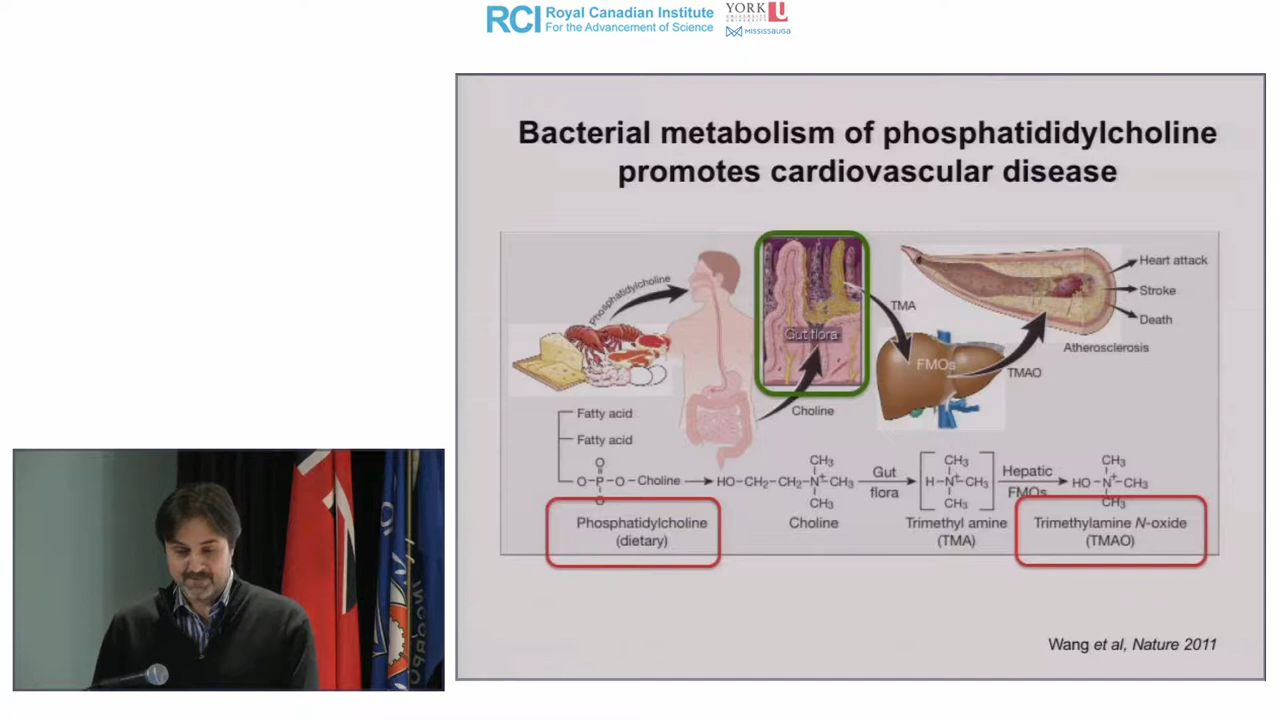 RCI Royal Canadian Institute
For the Advancement of Science
YORK U
MISSISSAUGA
Bacterial metabolism of phosphatididylcholine
promotes cardiovascular disease
Phosphatidylcholine
Gut flora
TMA
FMOs
TMAO
Heart attack
Stroke
Death
Atherosclerosis
Choline
Fatty acid
Fatty acid
O
O-P-O-Choline
O
CH3
HO-CH2-CH2-N+-CH3
CH3
Gut
flora
CH3
H-N+-CH3
CH3
Hepatic
FMOs
CH3
HO-N+-CH3
CH3
Phosphatidylcholine
(dietary)
Choline
Trimethyl amine
(TMA)
Trimethylamine N-oxide
(TMAO)
Wang et al, Nature 2011